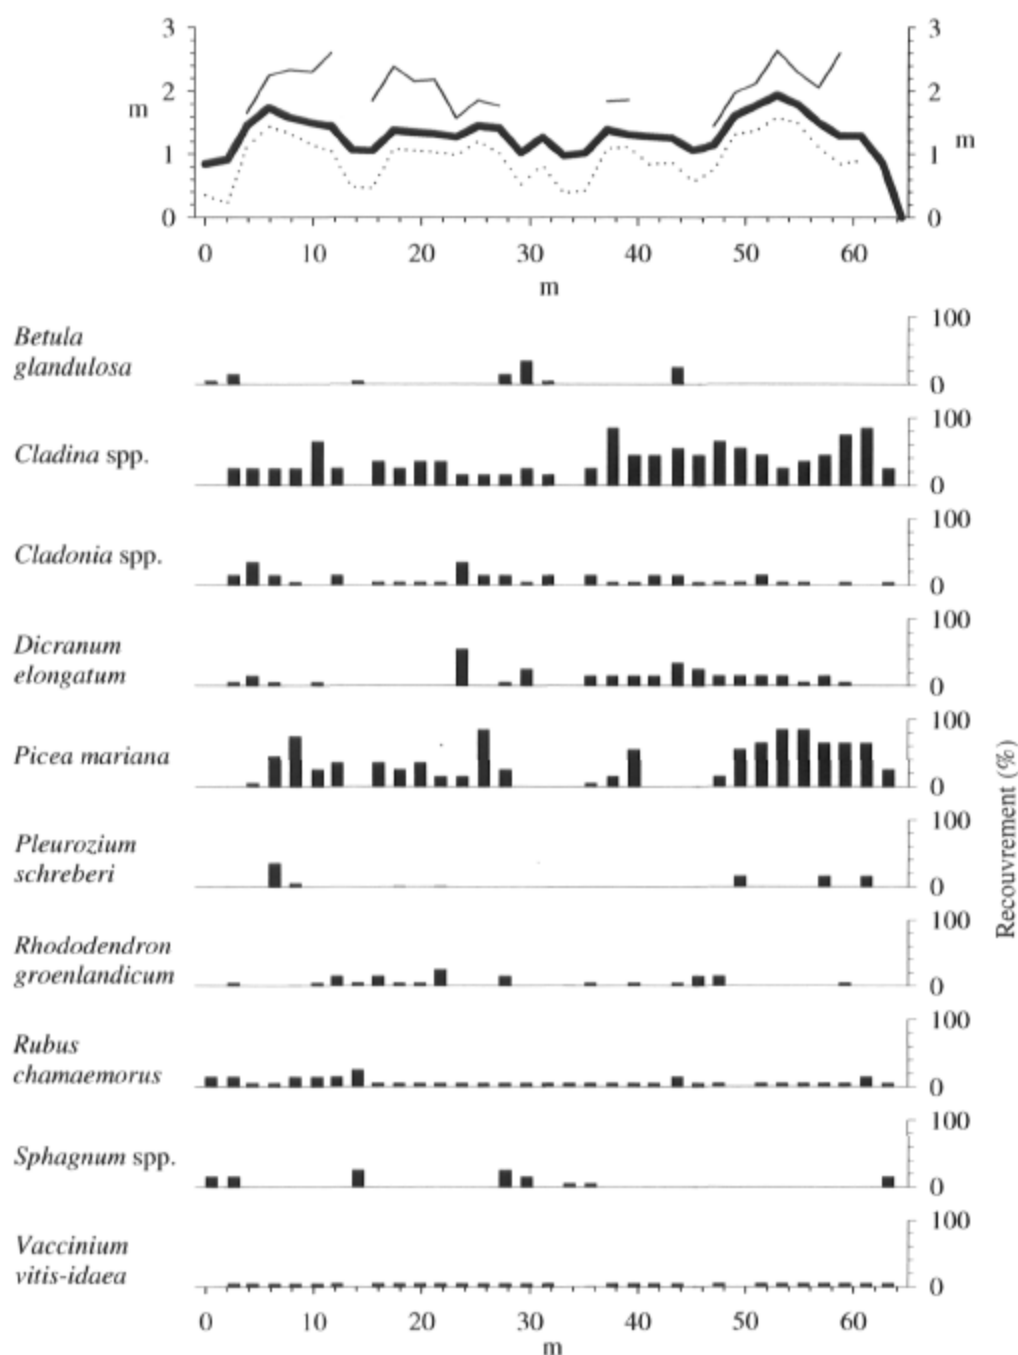 3 3
2 2
m m
1 1
0 0
0 10 20 30 40 50 60
m
Betula
glandulosa
100
0
Cladina spp.
100
0
Cladonia spp.
100
0
Dicranum
elongatum
100
0
Picea mariana
100
0
Pleurozium
schreberi
100
0
Rhododendron
groenlandicum
100
0
Rubus
chamaemorus
100
0
Sphagnum spp.
100
0
Vaccinium
vitis-idaea
100
0
Recouvrement (%)
0 10 20 30 40 50 60
m